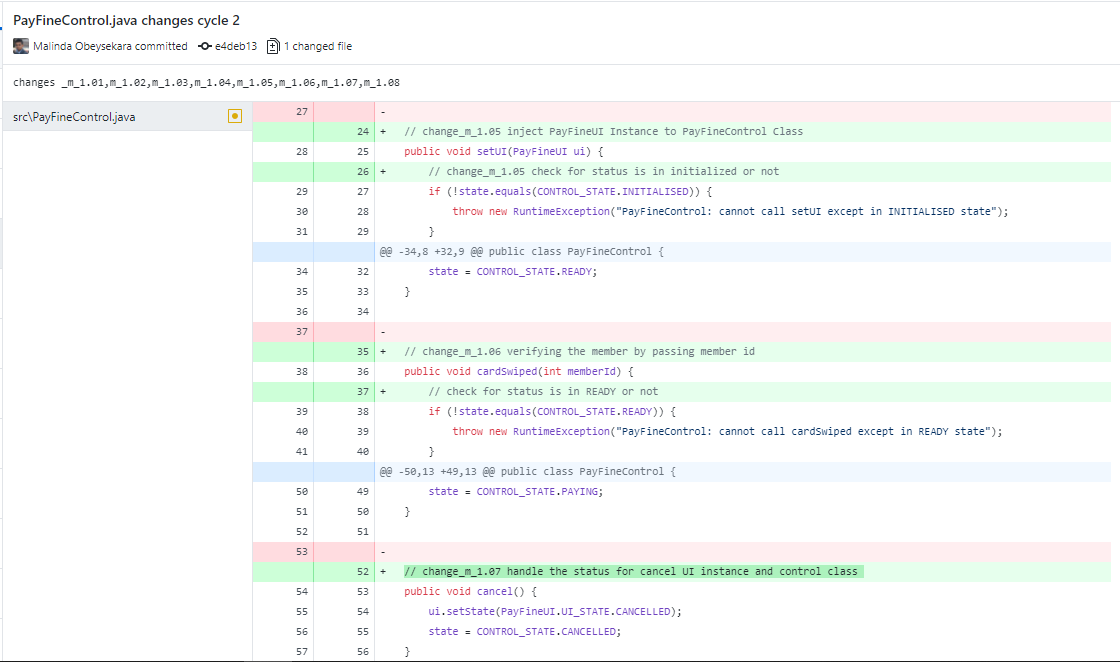 PayFineControl.java changes cycle 2
Malinda Obeysekara committed e4deb13 1 changed file
changes _m_1.01,m_1.02,m_1.03,m_1.04,m_1.05,m_1.06,m_1.07,m_1.08
src\PayFineControl.java
27 -
24 + // change_m_1.05 inject PayFineUI Instance to PayFineControl Class
28 25 public void setUI(PayFineUI ui) {
26 + // change_m_1.05 check for status is in initialized or not
29 27 if (!state.equals(CONTROL_STATE.INITIALISED)) {
30 28 throw new RuntimeException("PayFineControl: cannot call setUI except in INITIALISED state");
31 29 }
@@ -34,8 +32,9 @@ public class PayFineControl {
34 32 state = CONTROL_STATE.READY;
35 33 }
36 34
37 -
35 + // change_m_1.06 verifying the member by passing member id
38 36 public void cardSwiped(int memberId) {
37 + // check for status is in READY or not
39 38 if (!state.equals(CONTROL_STATE.READY)) {
40 39 throw new RuntimeException("PayFineControl: cannot call cardSwiped except in READY state");
41 40 }
@@ -50,13 +49,13 @@ public class PayFineControl {
50 49 state = CONTROL_STATE.PAYING;
51 50 }
52 51
53 -
52 + // change_m_1.07 handle the status for cancel UI instance and control class
54 53 public void cancel() {
55 54 ui.setState(PayFineUI.UI_STATE.CANCELLED);
56 55 state = CONTROL_STATE.CANCELLED;
57 56 }